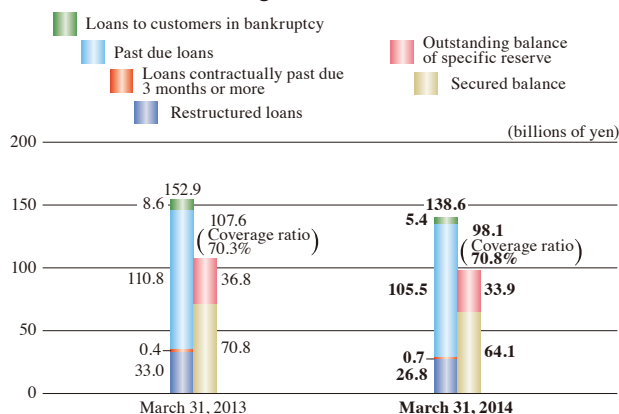 Loans to customers in bankruptcy
Past due loans
Loans contractually past due
3 months or more
Restructured loans
Outstanding balance
of specific reserve
Secured balance
(billions of yen)
200
150
100
50
0
152.9
8.6
110.8
0.4
33.0
107.6
(Coverage ratio)
70.3%
36.8
70.8
March 31, 2013
138.6
5.4
105.5
0.7
26.8
98.1
(Coverage ratio)
70.8%
33.9
64.1
March 31, 2014